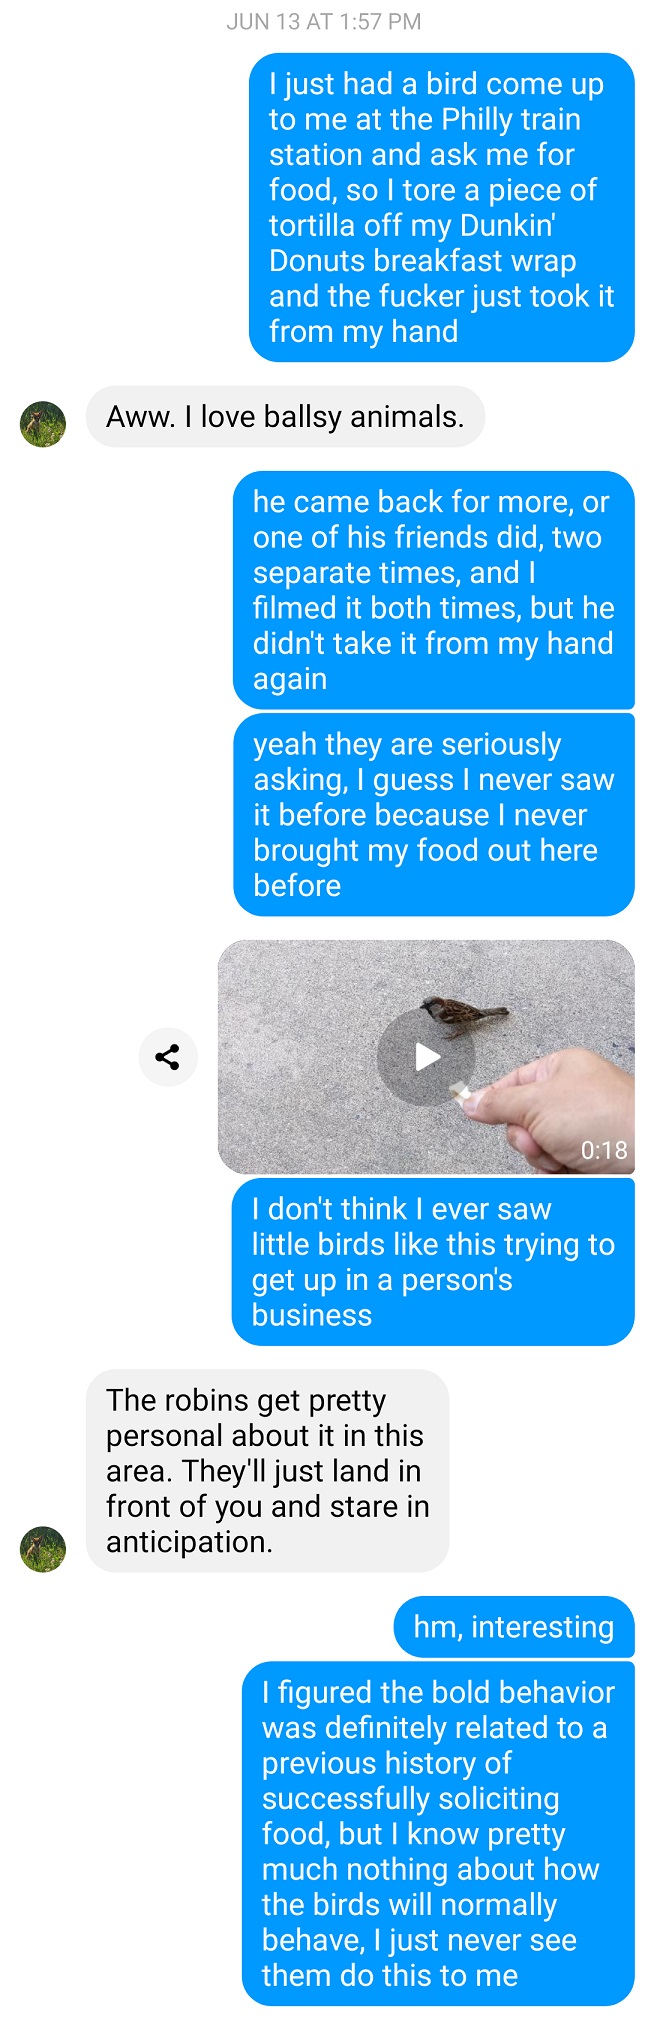 JUN 13 AT 1:57 PM
I just had a bird come up
to me at the Philly train
station and ask me for
food, so I tore a piece of
tortilla off my Dunkin'
Donuts breakfast wrap
and the fucker just took it
from my hand
Aww. I love ballsy animals.
he came back for more, or
one of his friends did, two
separate times, and I
filmed it both times, but he
didn't take it from my hand
again
yeah they are seriously
asking, I guess I never saw
it before because I never
brought my food out here
before
0:18
I don't think I ever saw
little birds like this trying to
get up in a person's
business
The robins get pretty
personal about it in this
area. They'll just land in
front of you and stare in
anticipation.
hm, interesting
I figured the bold behavior
was definitely related to a
previous history of
successfully soliciting
food, but I know pretty
much nothing about how
the birds will normally
behave, I just never see
them do this to me